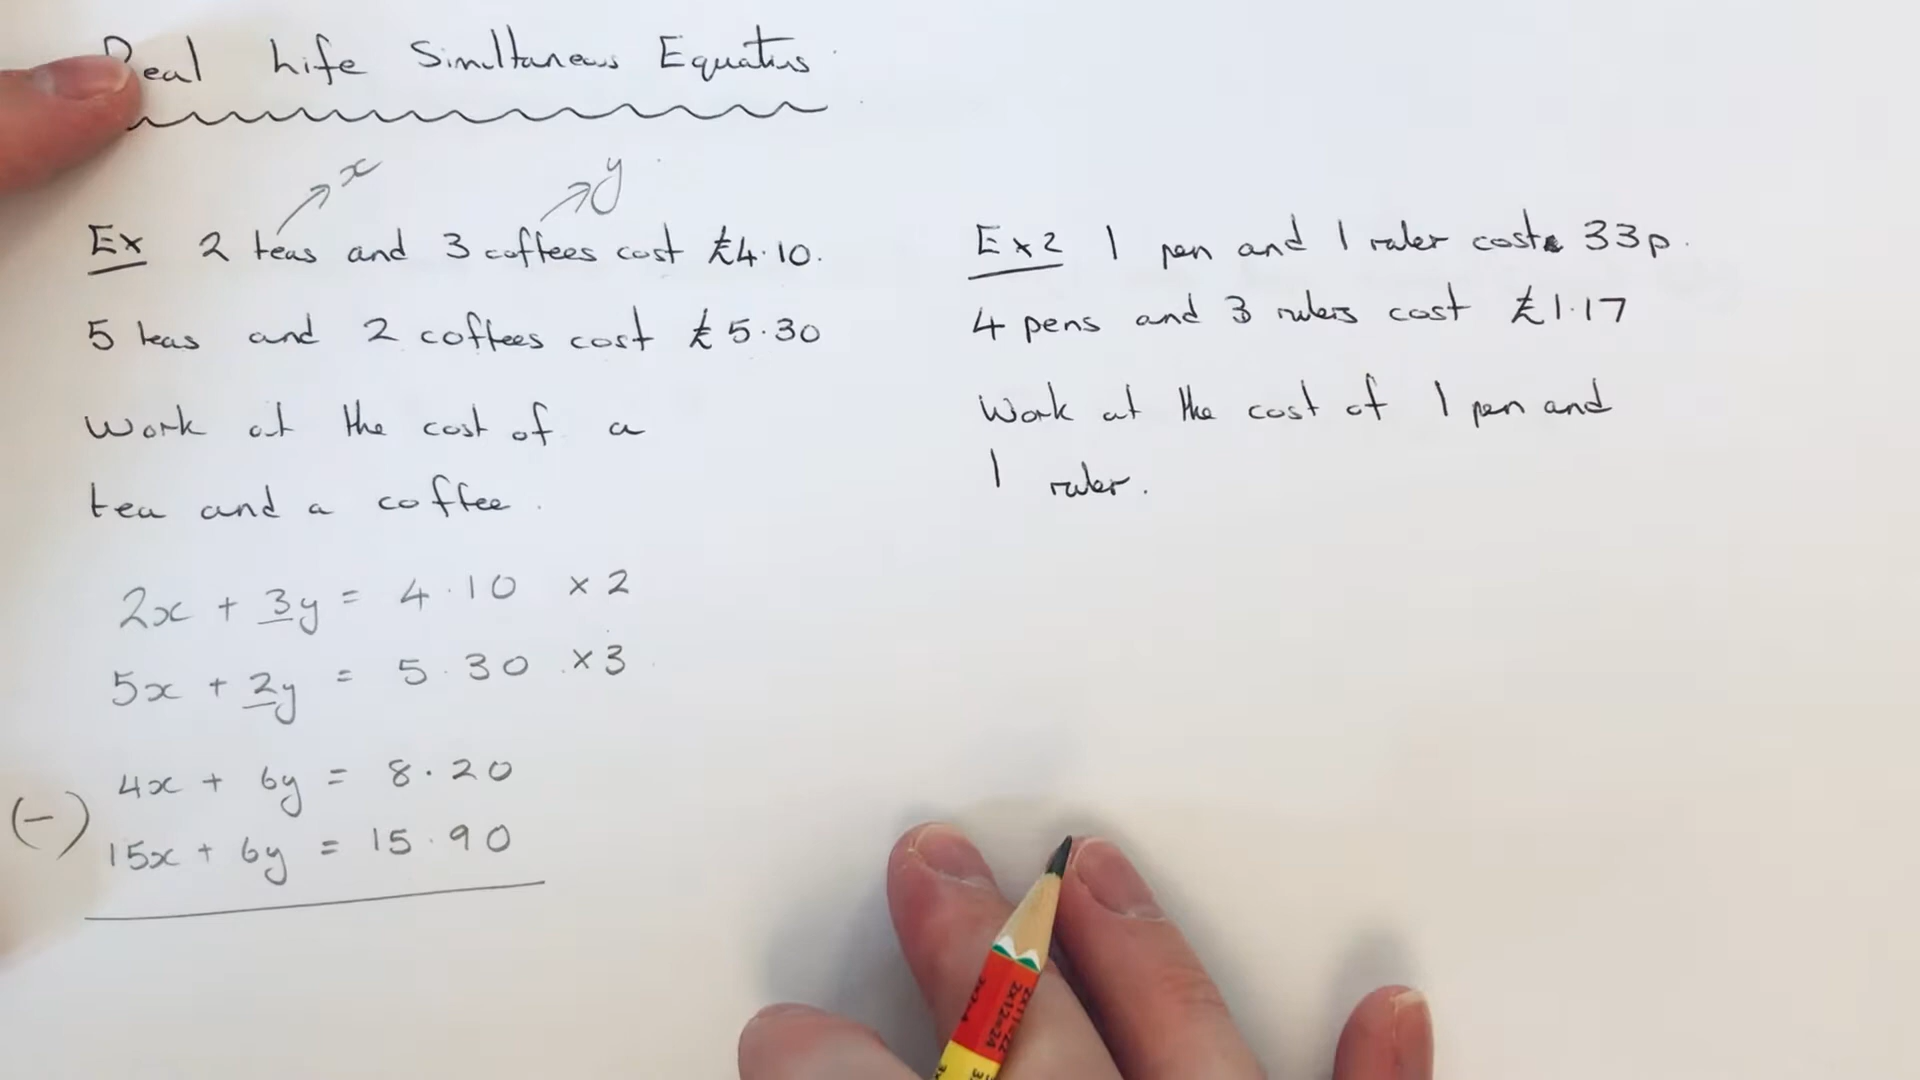 Real Life Simultaneous Equations
x
y
Ex 2 teas and 3 coffees cost £4.10.
5 teas and 2 coffees cost £5.30
Work out the cost of a
tea and a coffee.
2x + 3y = 4.10 × 2
5x + 2y = 5.30 × 3
4x + 6y = 8.20
(-)
15x + 6y = 15.90
Ex2 1 pen and 1 ruler cost 33p.
4 pens and 3 rulers cost £1.17
Work out the cost of 1 pen and
1 ruler.
2x12=24